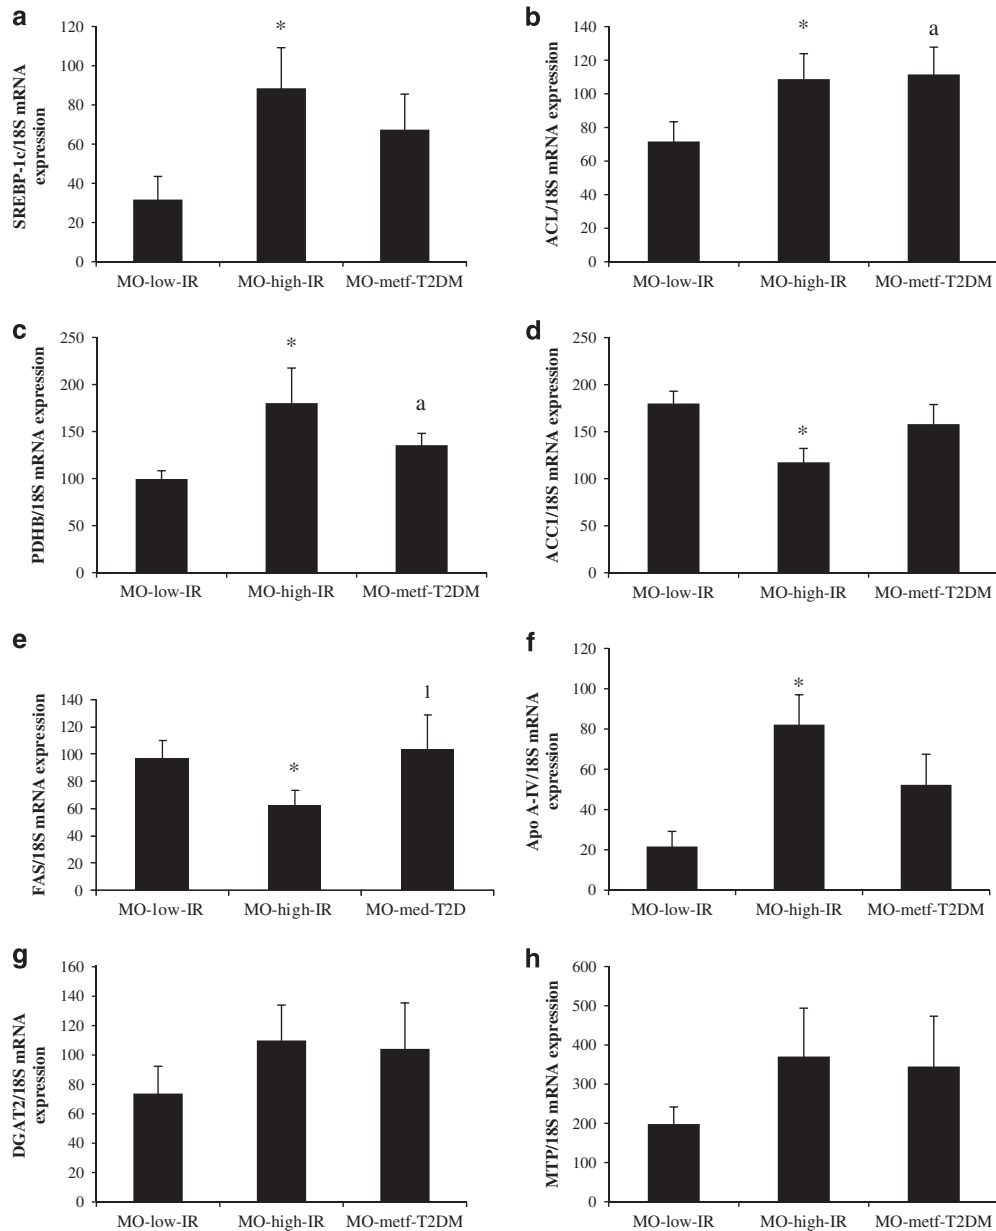 a
SREBP-1c/18S mRNA
expression
120
100
80
60
40
20
0
*
MO-low-IR MO-high-IR MO-metf-T2DM
b
ACL/18S mRNA expression
140
120
100
80
60
40
20
0
* a
MO-low-IR MO-high-IR MO-metf-T2DM
c
PDHB/18S mRNA expression
250
200
150
100
50
0
* a
MO-low-IR MO-high-IR MO-metf-T2DM
d
ACC1/18S mRNA expression
250
200
150
100
50
0
*
MO-low-IR MO-high-IR MO-metf-T2DM
e
FAS/18S mRNA expression
140
120
100
80
60
40
20
0
* 1
MO-low-IR MO-high-IR MO-med-T2D
f
Apo A-IV/18S mRNA
expression
120
100
80
60
40
20
0
*
MO-low-IR MO-high-IR MO-metf-T2DM
g
DGAT2/18S mRNA
expression
160
140
120
100
80
60
40
20
0
MO-low-IR MO-high-IR MO-metf-T2DM
h
MTP/18S mRNA expression
600
500
400
300
200
100
0
MO-low-IR MO-high-IR MO-metf-T2DM